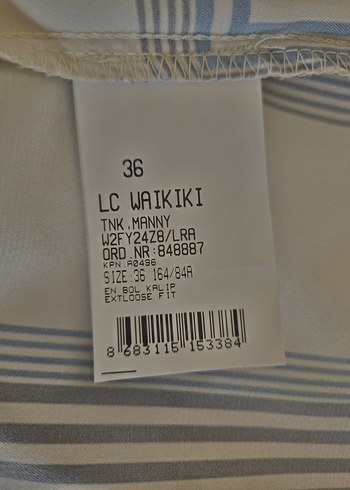 36
LC WAIKIKI
TNK.MANNY
W2FY24Z8/LRA
ORD.NR:848887
KPN:A0496
SIZE:36 164/84A
EN BOL KALIP
EXTLOOSE FIT
8 683115 153384